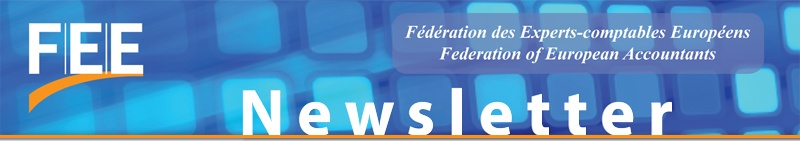 FEE
Fédération des Experts-comptables Européens
Federation of European Accountants
Newsletter